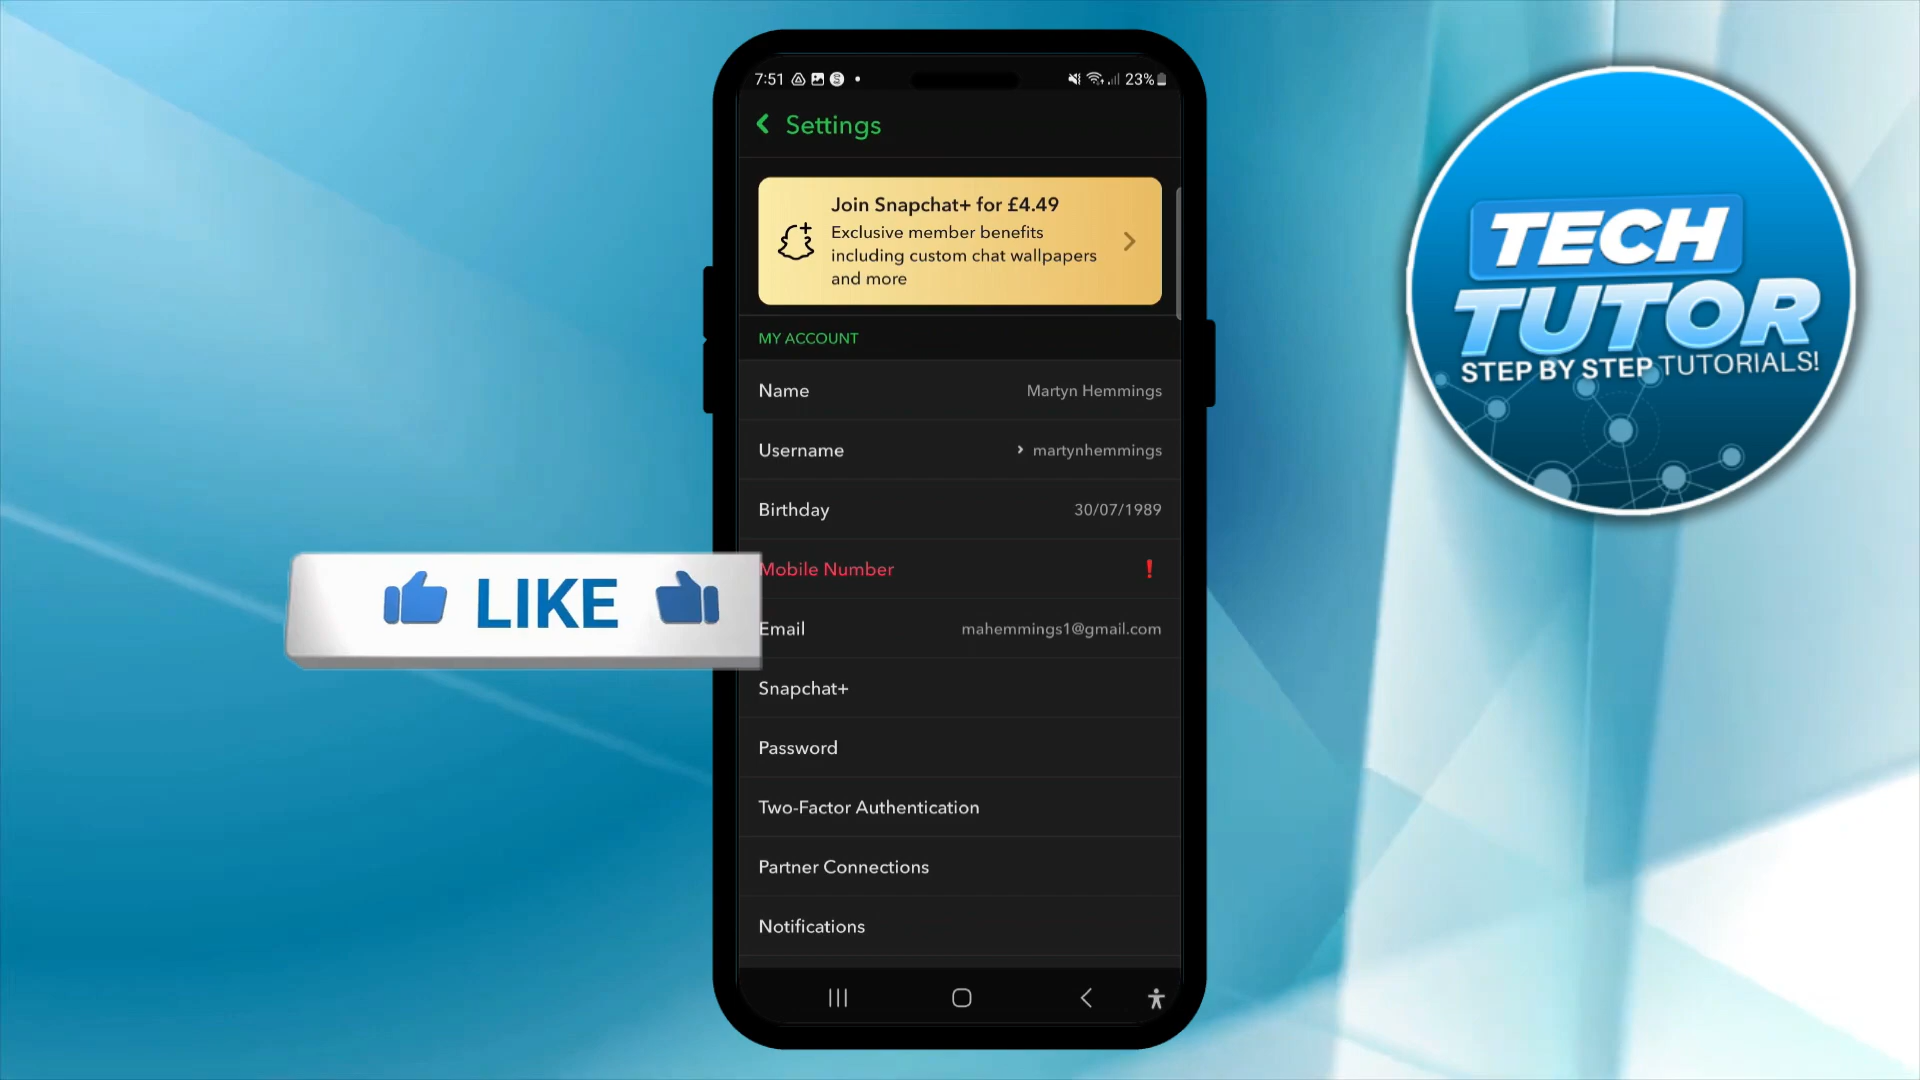 7:51
23%
Settings
Join Snapchat+ for £4.49
Exclusive member benefits
including custom chat wallpapers
and more
MY ACCOUNT
Name Martyn Hemmings
Username martynhemmings
Birthday 30/07/1989
Mobile Number
Email mahemmings1@gmail.com
Snapchat+
Password
Two-Factor Authentication
Partner Connections
Notifications
LIKE
TECH
TUTOR
STEP BY STEP TUTORIALS!